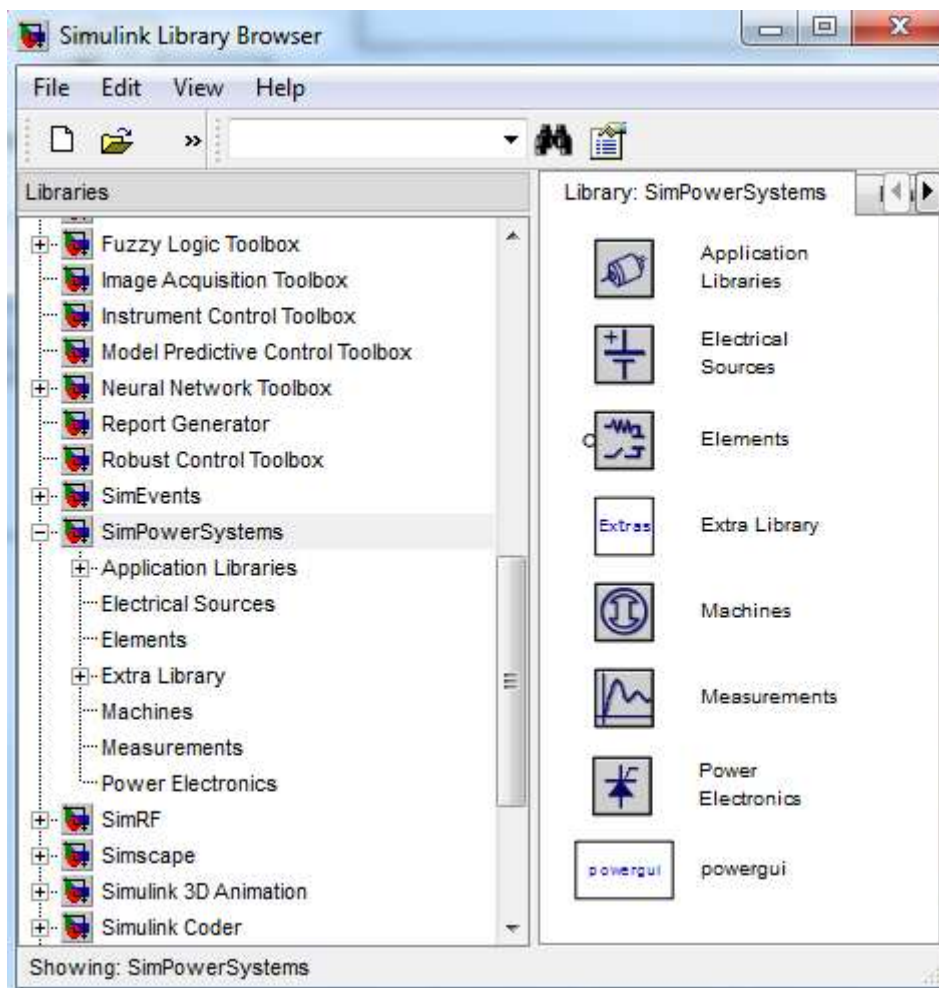 Simulink Library Browser
File Edit View Help
»
Libraries
Fuzzy Logic Toolbox
Image Acquisition Toolbox
Instrument Control Toolbox
Model Predictive Control Toolbox
Neural Network Toolbox
Report Generator
Robust Control Toolbox
SimEvents
SimPowerSystems
Application Libraries
Electrical Sources
Elements
Extra Library
Machines
Measurements
Power Electronics
SimRF
Simscape
Simulink 3D Animation
Simulink Coder
Library: SimPowerSystems
Application
Libraries
Electrical
Sources
Elements
Extras
Extra Library
Machines
Measurements
Power
Electronics
powergui
powergui
Showing: SimPowerSystems